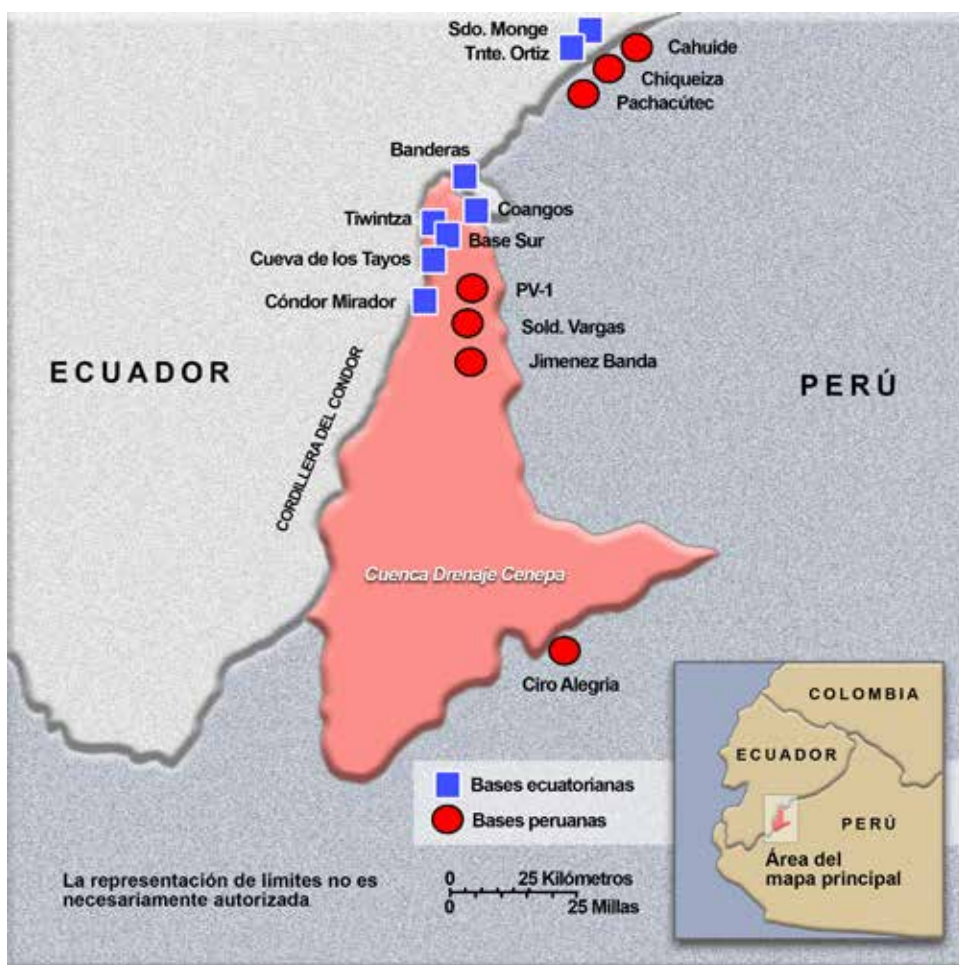 Sdo. Monge
Tnte. Ortiz
Cahuide
Chiqueiza
Pachacútec
Banderas
Coangos
Tiwintza
Base Sur
Cueva de los Tayos
PV-1
Cóndor Mirador
Sold. Vargas
Jimenez Banda
ECUADOR
PERÚ
CORDILLERA DEL CONDOR
Cuenca Drenaje Cenepa
Ciro Alegria
Bases ecuatorianas
Bases peruanas
La representación de limites no es
necesariamente autorizada
0 25 Kilómetros
0 25 Millas
COLOMBIA
ECUADOR
PERÚ
Área del
mapa principal